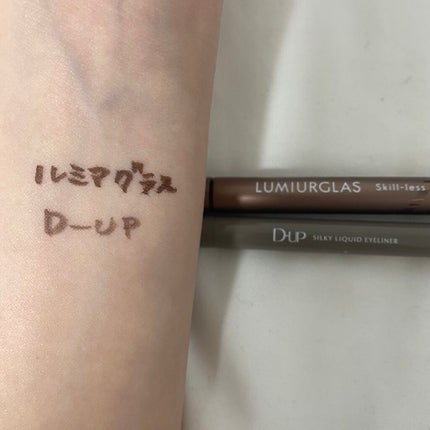 ルミアグラス
D-UP
LUMIURGLAS Skill-less
D-UP SILKY LIQUID EYELINER